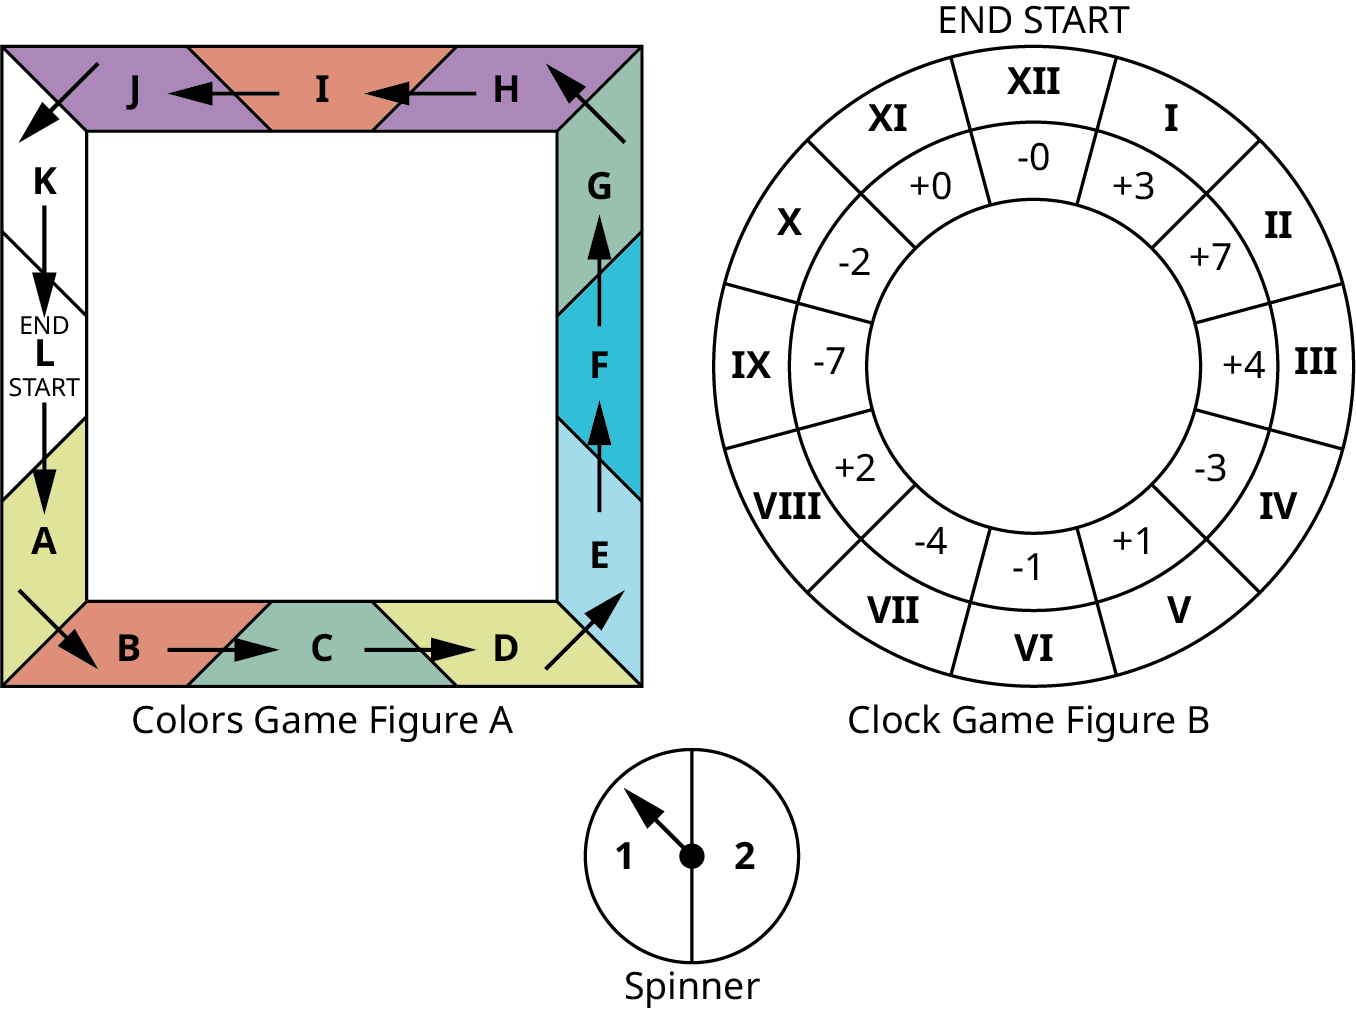 J I H
K
END
L
START
A
B C D
E
F
G
Colors Game Figure A
END START
XII
I
II
III
IV
V
VI
VII
VIII
IX
X
XI
-0
+3
+7
+4
-3
+1
-1
-4
+2
-7
-2
+0
Clock Game Figure B
1 2
Spinner